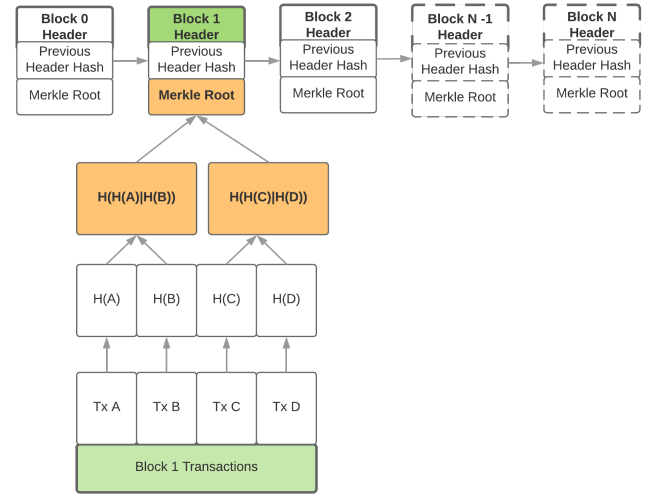 Block 0
Header
Previous
Header Hash
Merkle Root
Block 1
Header
Previous
Header Hash
Merkle Root
Block 2
Header
Previous
Header Hash
Merkle Root
Block N -1
Header
Previous
Header Hash
Merkle Root
Block N
Header
Previous
Header Hash
Merkle Root
H(H(A)|H(B))
H(H(C)|H(D))
H(A)
H(B)
H(C)
H(D)
Tx A
Tx B
Tx C
Tx D
Block 1 Transactions